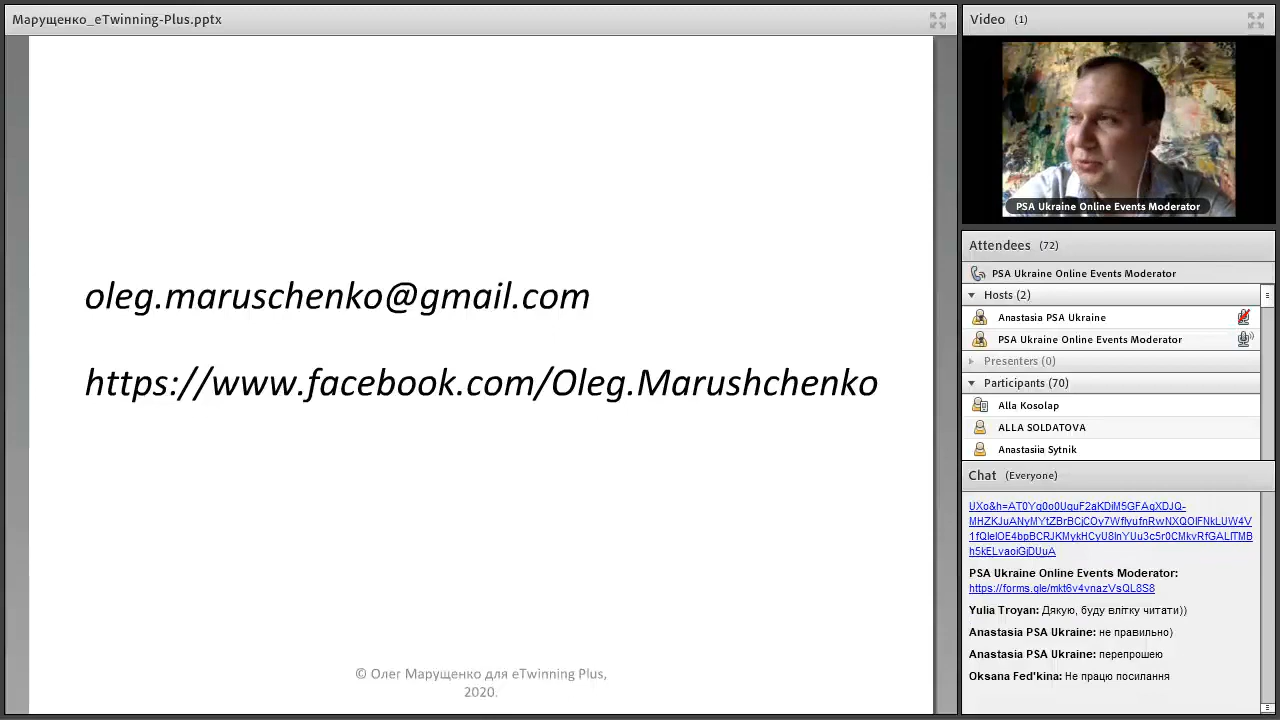 Марущенко_eTwinning-Plus.pptx
oleg.maruschenko@gmail.com
https://www.facebook.com/Oleg.Marushchenko
© Олег Марущенко для eTwinning Plus,
2020.
Video (1)
PSA Ukraine Online Events Moderator
Attendees (72)
PSA Ukraine Online Events Moderator
Hosts (2)
Anastasia PSA Ukraine
PSA Ukraine Online Events Moderator
Presenters (0)
Participants (70)
Alla Kosolap
ALLA SOLDATOVA
Anastasiia Sytnik
Chat (Everyone)
PSA Ukraine Online Events Moderator:
https://forms.gle/mkt6v4vnazVsQL8S8
Yulia Troyan: Дякую, буду влітку читати))
Anastasia PSA Ukraine: не правильно)
Anastasia PSA Ukraine: перепрошею
Oksana Fed'kina: Не працю посилання